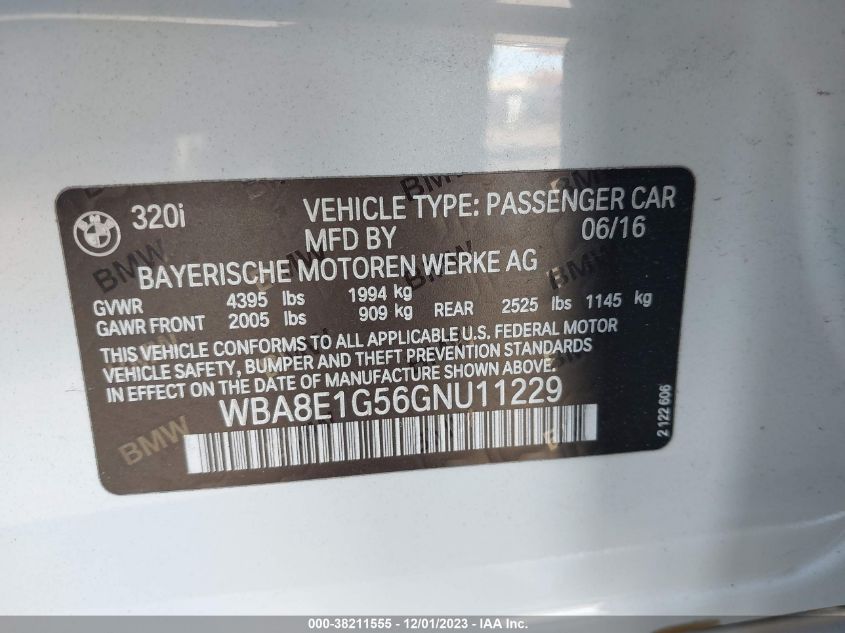 320i VEHICLE TYPE: PASSENGER CAR
MFD BY 06/16
BAYERISCHE MOTOREN WERKE AG
GVWR 4395 lbs 1994 kg
GAWR FRONT 2005 lbs 909 kg REAR 2525 lbs 1145 kg
THIS VEHICLE CONFORMS TO ALL APPLICABLE U.S. FEDERAL MOTOR
VEHICLE SAFETY, BUMPER AND THEFT PREVENTION STANDARDS
IN EFFECT ON THE DATE OF MANUFACTURE SHOWN ABOVE.
WBA8E1G56GNU11229
2 122 606
BMW
BMW
BMW
BMW
000-38211555 - 12/01/2023 - IAA Inc.